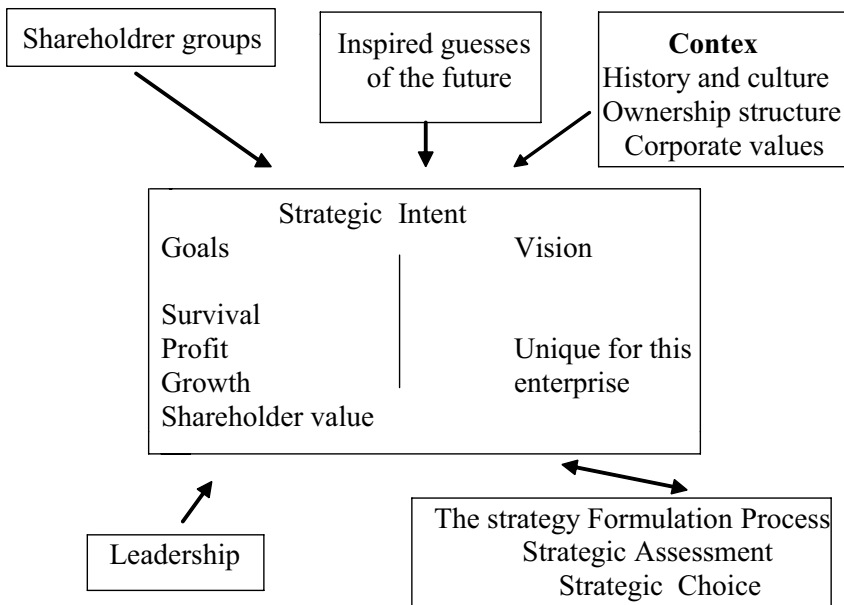 Shareholdrer groups
Inspired guesses
of the future
Contex
History and culture
Ownership structure
Corporate values
Strategic Intent
Goals
Vision
Survival
Profit
Growth
Shareholder value
Unique for this
enterprise
Leadership
The strategy Formulation Process
Strategic Assessment
Strategic Choice